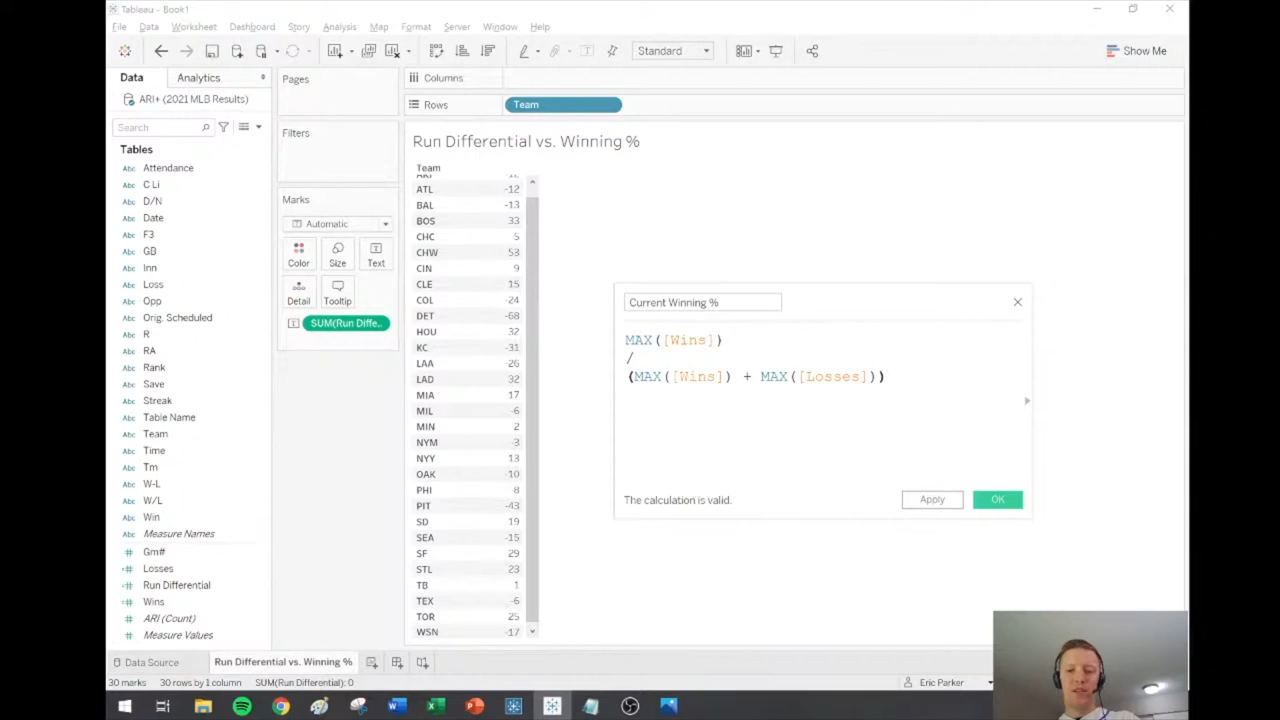 Tableau - Book1
File Data Worksheet Dashboard Story Analysis Map Format Server Window Help
Standard
Show Me
Data Analytics
Pages
Columns
ARI+ (2021 MLB Results)
Rows Team
Search
Filters
Run Differential vs. Winning %
Tables
Team
Attendance
ATL -12
C Li
BAL -13
D/N
Marks
BOS 33
Date
Automatic
CHC 5
F3
CHW 53
GB
Color Size Text
CIN 9
Inn
CLE 15
Loss
Detail Tooltip
COL -24
Opp
DET -68
Orig. Scheduled
SUM(Run Diffe..
HOU 32
R
KC -31
RA
LAA
Rank
LAD 32
Save
MIA 17
Streak
MIL -6
Table Name
MIN 2
Team
NYM -3
Time
NYY 13
Tm
OAK -10
W-L
PHI 8
W/L
PIT -43
Win
SD 19
Measure Names
SEA -15
Gm#
SF 29
Losses
STL 23
Run Differential
TB 1
Wins
TEX -6
ARI (Count)
TOR 25
Measure Values
WSN -17
Current Winning %
MAX([Wins])
/
(MAX([Wins]) + MAX([Losses]))
The calculation is valid.
Apply OK
Data Source Run Differential vs. Winning %
30 marks 30 rows by 1 column SUM(Run Differential): 0 Eric Parker